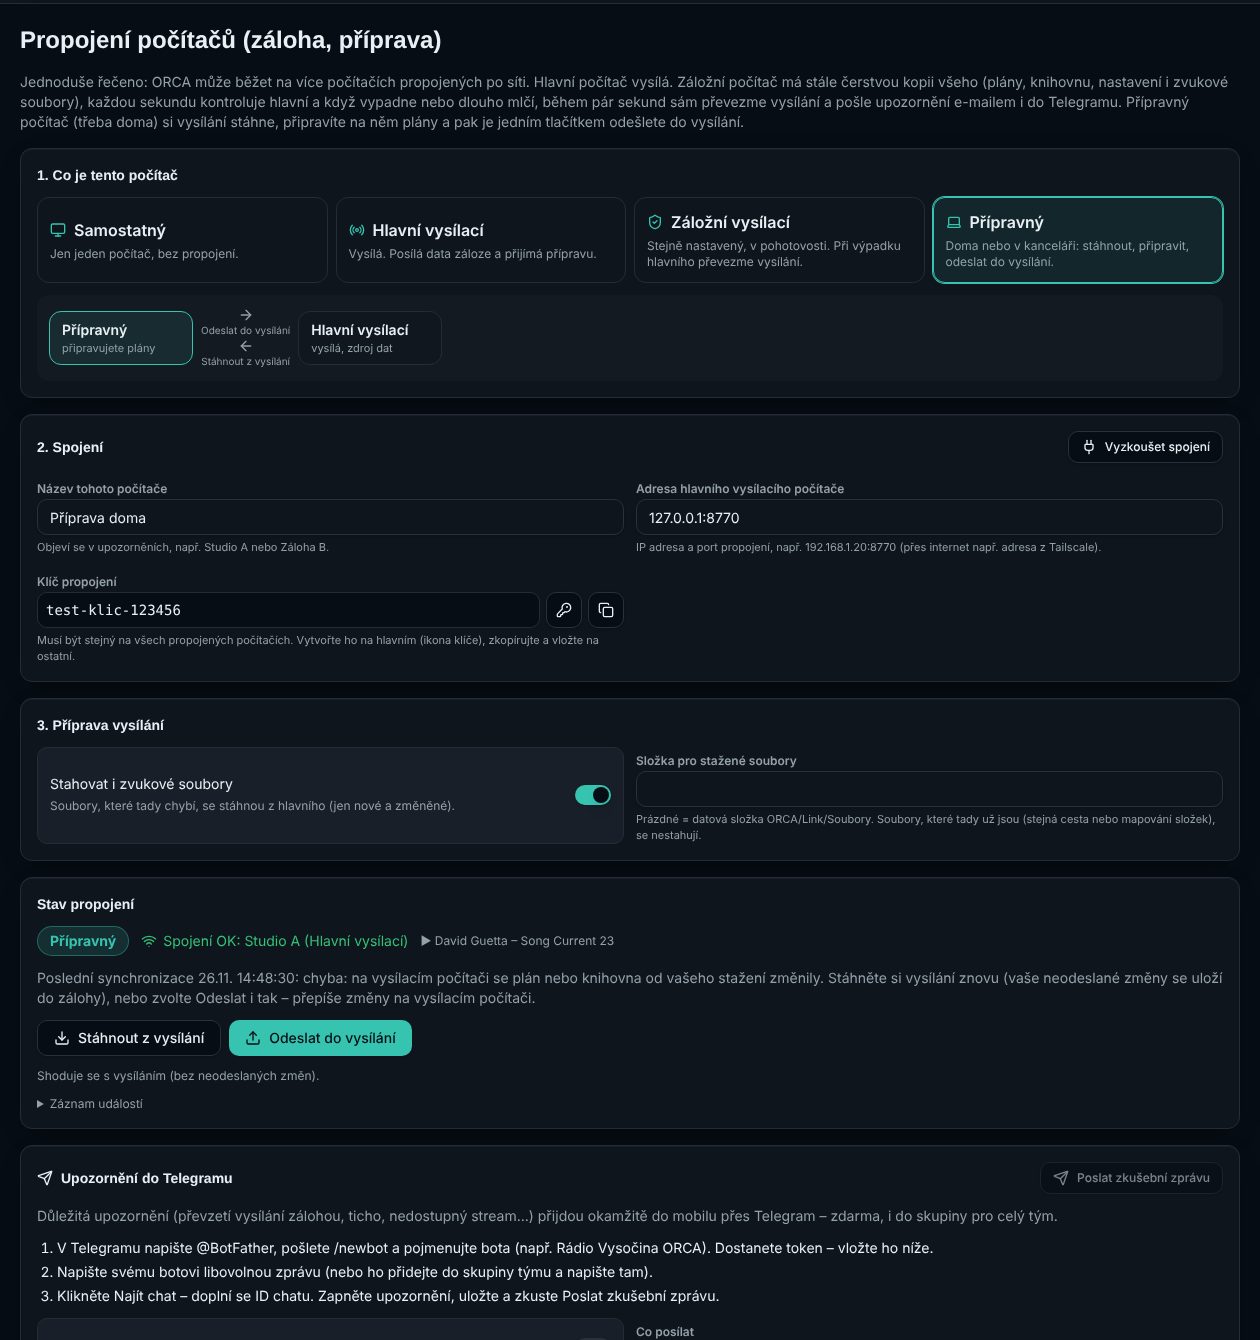 Propojení počítačů (záloha, příprava)
Jednoduše řečeno: ORCA může běžet na více počítačích propojených po síti. Hlavní počítač vysílá. Záložní počítač má stále čerstvou kopii všeho (plány, knihovnu, nastavení i zvukové
soubory), každou sekundu kontroluje hlavní a když vypadne nebo dlouho mlčí, během pár sekund sám převezme vysílání a pošle upozornění e-mailem i do Telegramu. Přípravný
počítač (třeba doma) si vysílání stáhne, připravíte na něm plány a pak je jedním tlačítkem odešlete do vysílání.
1. Co je tento počítač
Samostatný
Jen jeden počítač, bez propojení.
Hlavní vysílací
Vysílá. Posílá data záloze a přijímá přípravu.
Záložní vysílací
Stejně nastavený, v pohotovosti. Při výpadku
hlavního převezme vysílání.
Přípravný
Doma nebo v kanceláři: stáhnout, připravit,
odeslat do vysílání.
Přípravný
připravujete plány
→
Odeslat do vysílání
←
Stáhnout z vysílání
Hlavní vysílací
vysílá, zdroj dat
2. Spojení
Vyzkoušet spojení
Název tohoto počítače
Příprava doma
Objeví se v upozorněních, např. Studio A nebo Záloha B.
Adresa hlavního vysílacího počítače
127.0.0.1:8770
IP adresa a port propojení, např. 192.168.1.20:8770 (přes internet např. adresa z Tailscale).
Klíč propojení
test-klic-123456
Musí být stejný na všech propojených počítačích. Vytvořte ho na hlavním (ikona klíče), zkopírujte a vložte na
ostatní.
3. Příprava vysílání
Stahovat i zvukové soubory
Soubory, které tady chybí, se stáhnou z hlavního (jen nové a změněné).
Složka pro stažené soubory
Prázdné = datová složka ORCA/Link/Soubory. Soubory, které tady už jsou (stejná cesta nebo mapování složek),
se nestahují.
Stav propojení
Přípravný
Spojení OK: Studio A (Hlavní vysílací)
▶ David Guetta – Song Current 23
Poslední synchronizace 26.11. 14:48:30: chyba: na vysílacím počítači se plán nebo knihovna od vašeho stažení změnily. Stáhněte si vysílání znovu (vaše neodeslané změny se uloží
do zálohy), nebo zvolte Odeslat i tak – přepíše změny na vysílacím počítači.
Stáhnout z vysílání
Odeslat do vysílání
Shoduje se s vysíláním (bez neodeslaných změn).
▶ Záznam událostí
Upozornění do Telegramu
Poslat zkušební zprávu
Důležitá upozornění (převzetí vysílání zálohou, ticho, nedostupný stream…) přijdou okamžitě do mobilu přes Telegram – zdarma, i do skupiny pro celý tým.
1. V Telegramu napište @BotFather, pošlete /newbot a pojmenujte bota (např. Rádio Vysočina ORCA). Dostanete token – vložte ho níže.
2. Napište svému botovi libovolnou zprávu (nebo ho přidejte do skupiny týmu a napište tam).
3. Klikněte Najít chat – doplní se ID chatu. Zapněte upozornění, uložte a zkuste Poslat zkušební zprávu.
Co posílat